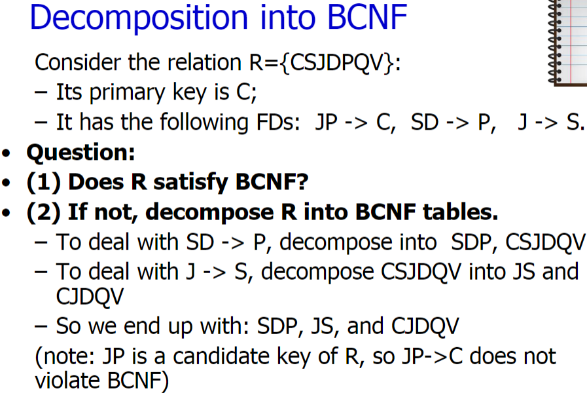 Decomposition into BCNF
Consider the relation R={CSJDPQV}:
– Its primary key is C;
– It has the following FDs: JP -> C, SD -> P, J -> S.
• Question:
• (1) Does R satisfy BCNF?
• (2) If not, decompose R into BCNF tables.
– To deal with SD -> P, decompose into SDP, CSJDQV
– To deal with J -> S, decompose CSJDQV into JS and
CJDQV
– So we end up with: SDP, JS, and CJDQV
(note: JP is a candidate key of R, so JP->C does not
violate BCNF)